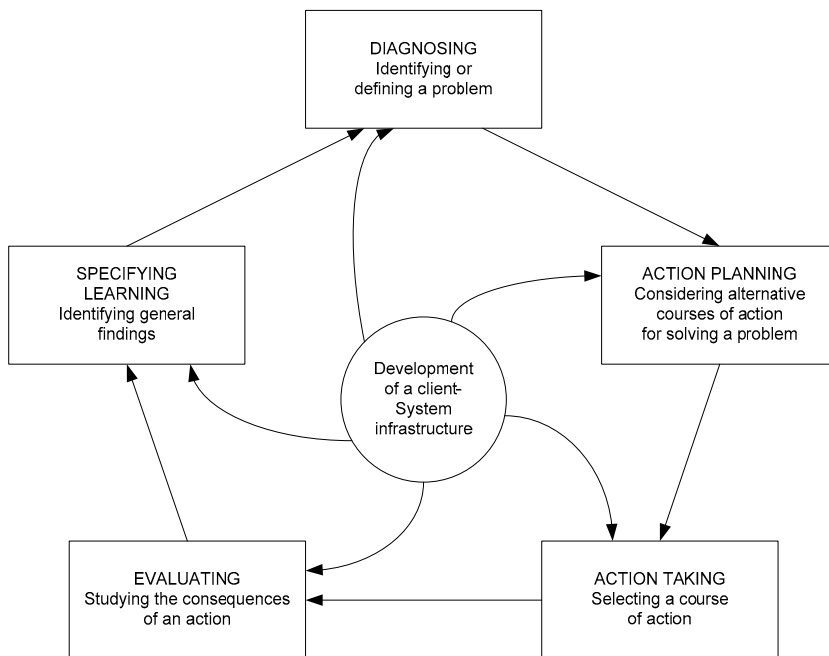 DIAGNOSING
Identifying or
defining a problem
SPECIFYING
LEARNING
Identifying general
findings
ACTION PLANNING
Considering alternative
courses of action
for solving a problem
Development
of a client-
System
infrastructure
EVALUATING
Studying the consequences
of an action
ACTION TAKING
Selecting a course
of action